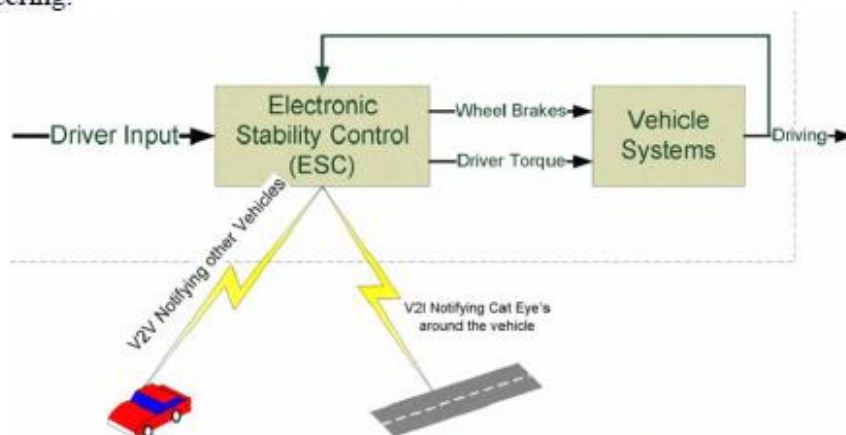 Electronic
Stability Control
(ESC)
Driver Input
Wheel Brakes
Driver Torque
Vehicle
Systems
Driving
V2V Notifying other Vehicles
V2I Notifying Cat Eye's
around the vehicle